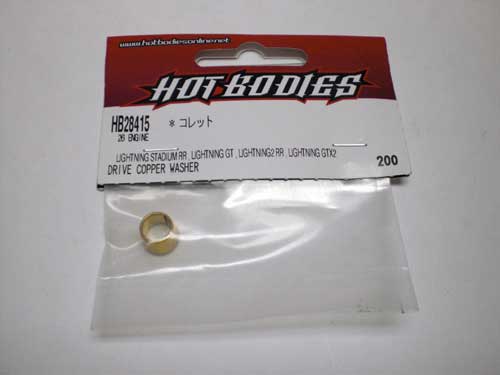 www.hotbodiesonline.net
HOT BODIES
HB28415 *コレット
26 ENGINE
LIGHTNING STADIUM RR , LIGHTNING GT , LIGHTNING2 RR , LIGHTNING GTX2
DRIVE COPPER WASHER 200